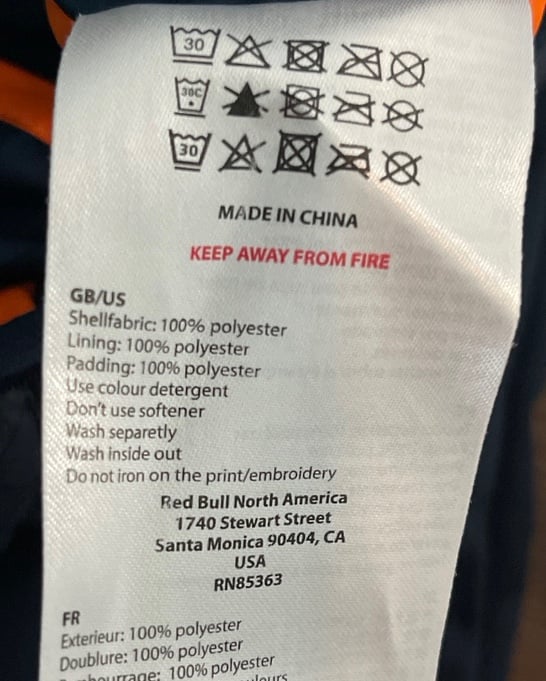 30
30C
30
MADE IN CHINA
KEEP AWAY FROM FIRE
GB/US
Shellfabric: 100% polyester
Lining: 100% polyester
Padding: 100% polyester
Use colour detergent
Don't use softener
Wash separetly
Wash inside out
Do not iron on the print/embroidery
Red Bull North America
1740 Stewart Street
Santa Monica 90404, CA
USA
RN85363
FR
Exterieur: 100% polyester
Doublure: 100% polyester
100% polyester